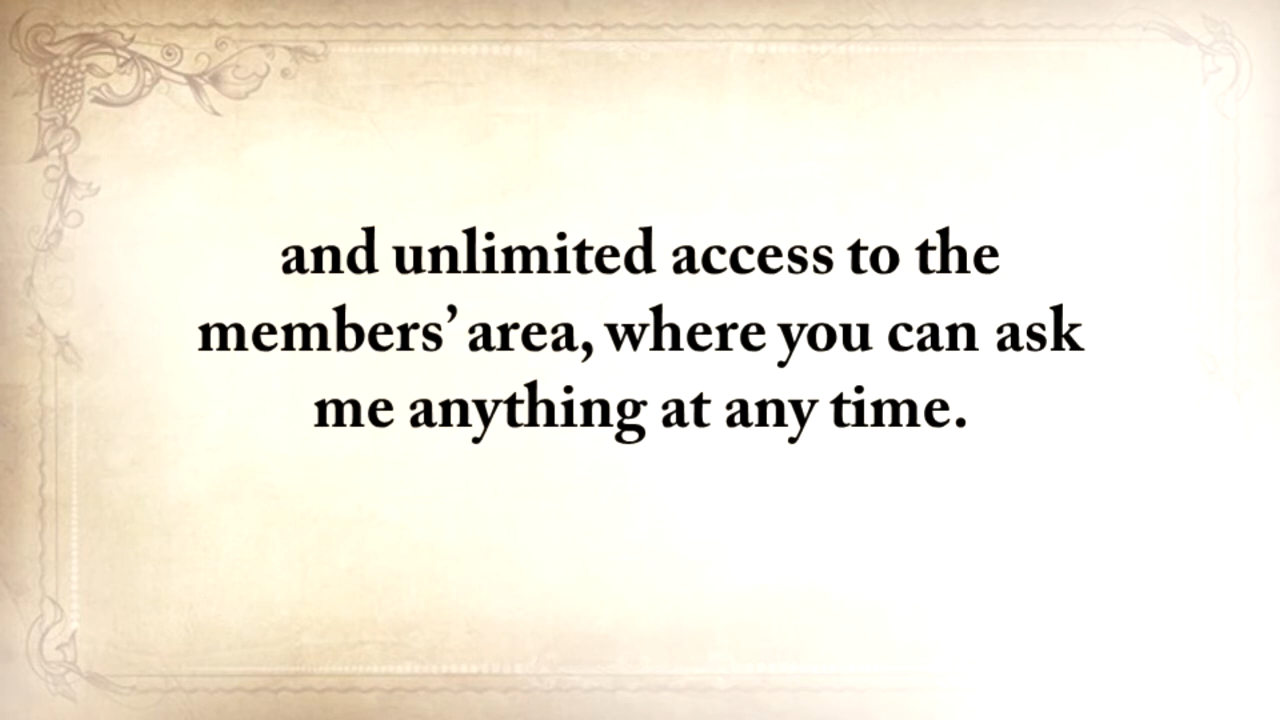 and unlimited access to the
members’ area, where you can ask
me anything at any time.